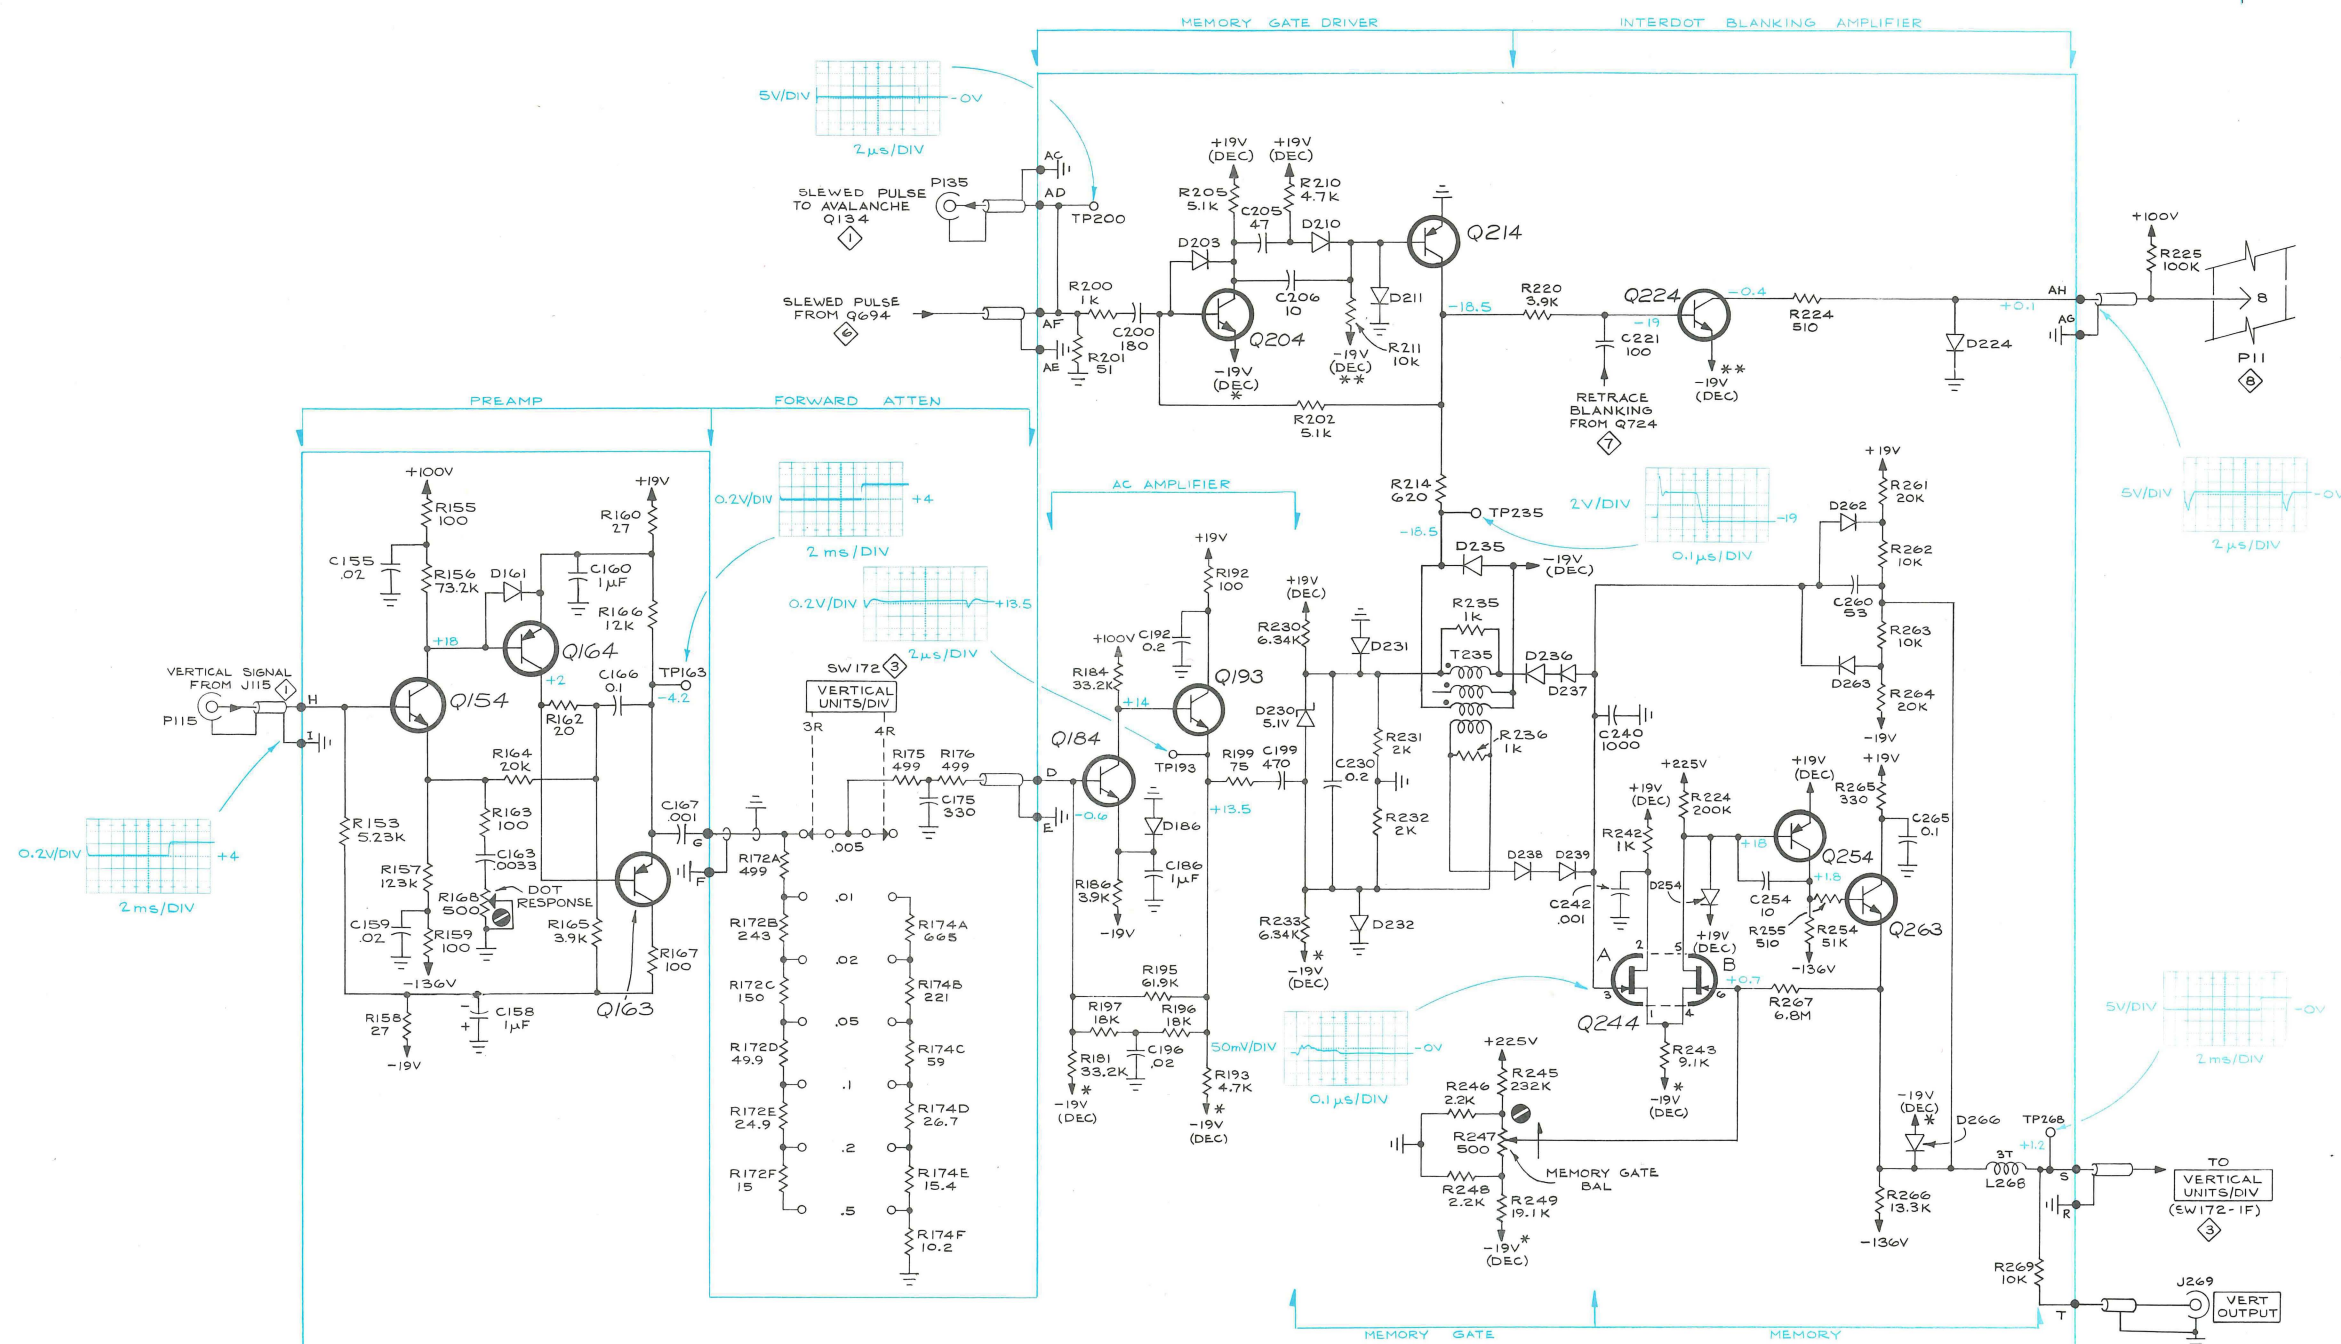 MEMORY GATE DRIVER
INTERDOT BLANKING AMPLIFIER
5V/DIV
-0V
2µs/DIV
SLEWED PULSE
TO AVALANCHE
Q134
1
P135
AC
AD
TP200
SLEWED PULSE
FROM Q694
6
AF
AE
R200
1K
R201
51
C200
180
D203
+19V
(DEC)
R205
5.1K
C205
47
+19V
(DEC)
R210
4.7K
D210
C206
10
Q204
-19V
(DEC)
*
D211
R211
10K
-19V
(DEC)
**
Q214
R202
5.1K
-18.5
R220
3.9K
Q224
-19
C221
100
RETRACE
BLANKING
FROM Q724
7
-0.4
R224
510
-19V
(DEC)
**
D224
+0.1
AH
AG
+100V
R225
100K
8
P11
8
5V/DIV
-0V
2µs/DIV
PREAMP
FORWARD ATTEN
+100V
R155
100
C155
.02
R156
73.2K
D161
+19V
R160
27
C160
1µF
R166
12K
+18
Q164
+2
C166
0.1
R162
20
TP163
-4.2
0.2V/DIV
+4
2ms/DIV
VERTICAL SIGNAL
FROM J115
1
P115
H
I
Q154
R164
20K
R163
100
C163
.0033
R168
500
DOT
RESPONSE
R153
5.23K
R157
123K
C159
.02
R159
100
-136V
R165
3.9K
C167
.001
G
F
R167
100
Q163
R158
27
-19V
C158
1µF
-
+
0.2V/DIV
+4
2ms/DIV
SW172
3
VERTICAL
UNITS/DIV
3R
4R
R175
499
R176
499
C175
330
.005
R172A
499
.01
R172B
243
R174A
665
.02
R172C
150
R174B
221
.05
R172D
49.9
R174C
59
.1
R172E
24.9
R174D
26.7
.2
R172F
15
R174E
15.4
.5
R174F
10.2
AC AMPLIFIER
0.2V/DIV
+13.5
2µs/DIV
+19V
R192
100
C192
0.2
+100V
R184
33.2K
+14
Q193
TP193
Q184
D
E
-0.6
D186
C186
1µF
R186
3.9K
-19V
+13.5
R199
75
C199
470
R195
61.9K
R197
18K
R196
18K
C196
.02
R181
33.2K
*
-19V
(DEC)
R193
4.7K
*
-19V
(DEC)
R214
620
TP235
-18.5
2V/DIV
-19
0.1µs/DIV
D235
-19V
(DEC)
R235
1K
T235
D236
D237
+19V
(DEC)
R230
6.34K
D231
D230
5.1V
C230
0.2
R231
2K
R232
2K
R236
1K
R233
6.34K
*
-19V
(DEC)
D232
D238
D239
+19V
R261
20K
D262
R262
10K
C260
53
R263
10K
D263
R264
20K
-19V
C240
1000
+225V
R224
200K
+19V
(DEC)
R242
1K
C242
.001
+19V
(DEC)
+18
Q254
+1.8
D254
+19V
(DEC)
C254
10
R255
510
R254
51K
-136V
+19V
R265
330
C265
0.1
Q263
A
B
2
5
3
6
1
4
+0.7
Q244
R267
6.8M
R243
9.1K
*
-19V
(DEC)
50mV/DIV
-0V
0.1µs/DIV
+225V
R245
232K
R246
2.2K
R247
500
MEMORY GATE
BAL
R248
2.2K
R249
19.1K
-19V
*
(DEC)
5V/DIV
-0V
2ms/DIV
-19V
(DEC)
*
D266
TP268
+1.2
3T
L268
S
R
R266
13.3K
-136V
TO
VERTICAL
UNITS/DIV
(SW172-1F)
3
R269
10K
T
J269
VERT
OUTPUT
MEMORY GATE
MEMORY